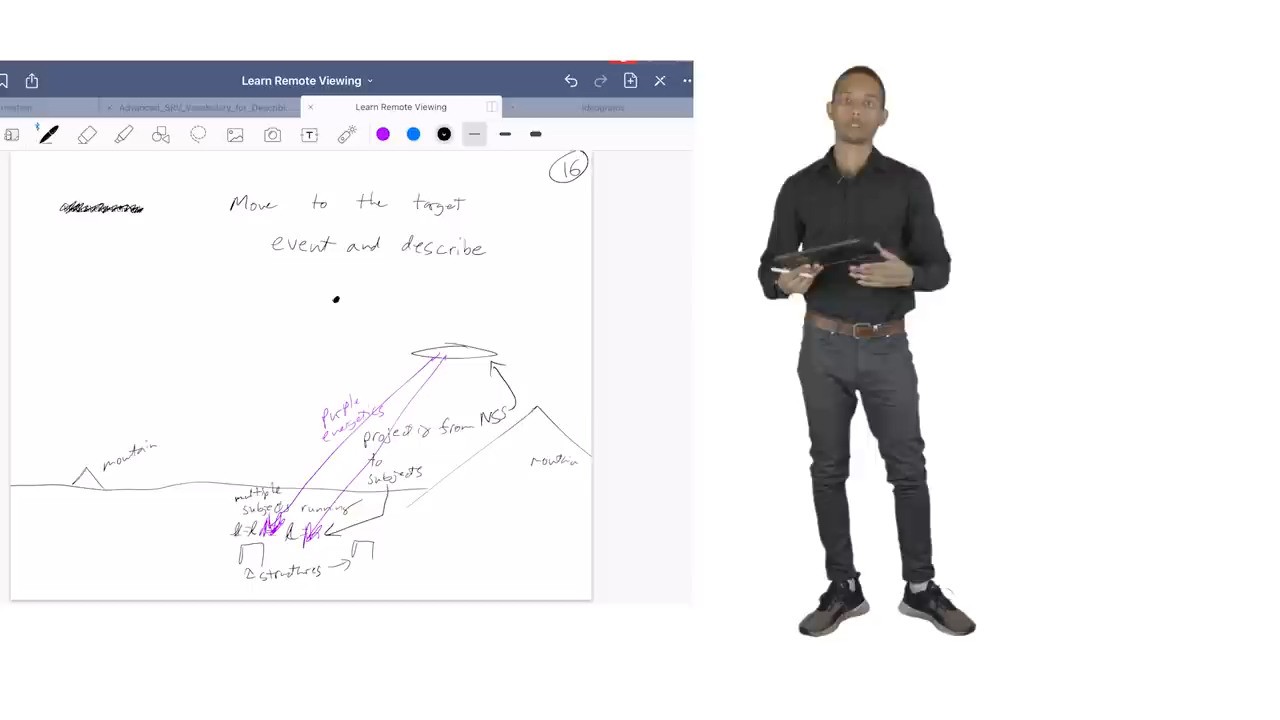 Learn Remote Viewing
Advanced_SRV_Vocabulary_for_Describi...
Learn Remote Viewing
Ideograms
T
16
Move to the target
event and describe
purple
energetics
projecting from NSS
to
subjects
mountain
mountain
multiple
subjects running
2 structures